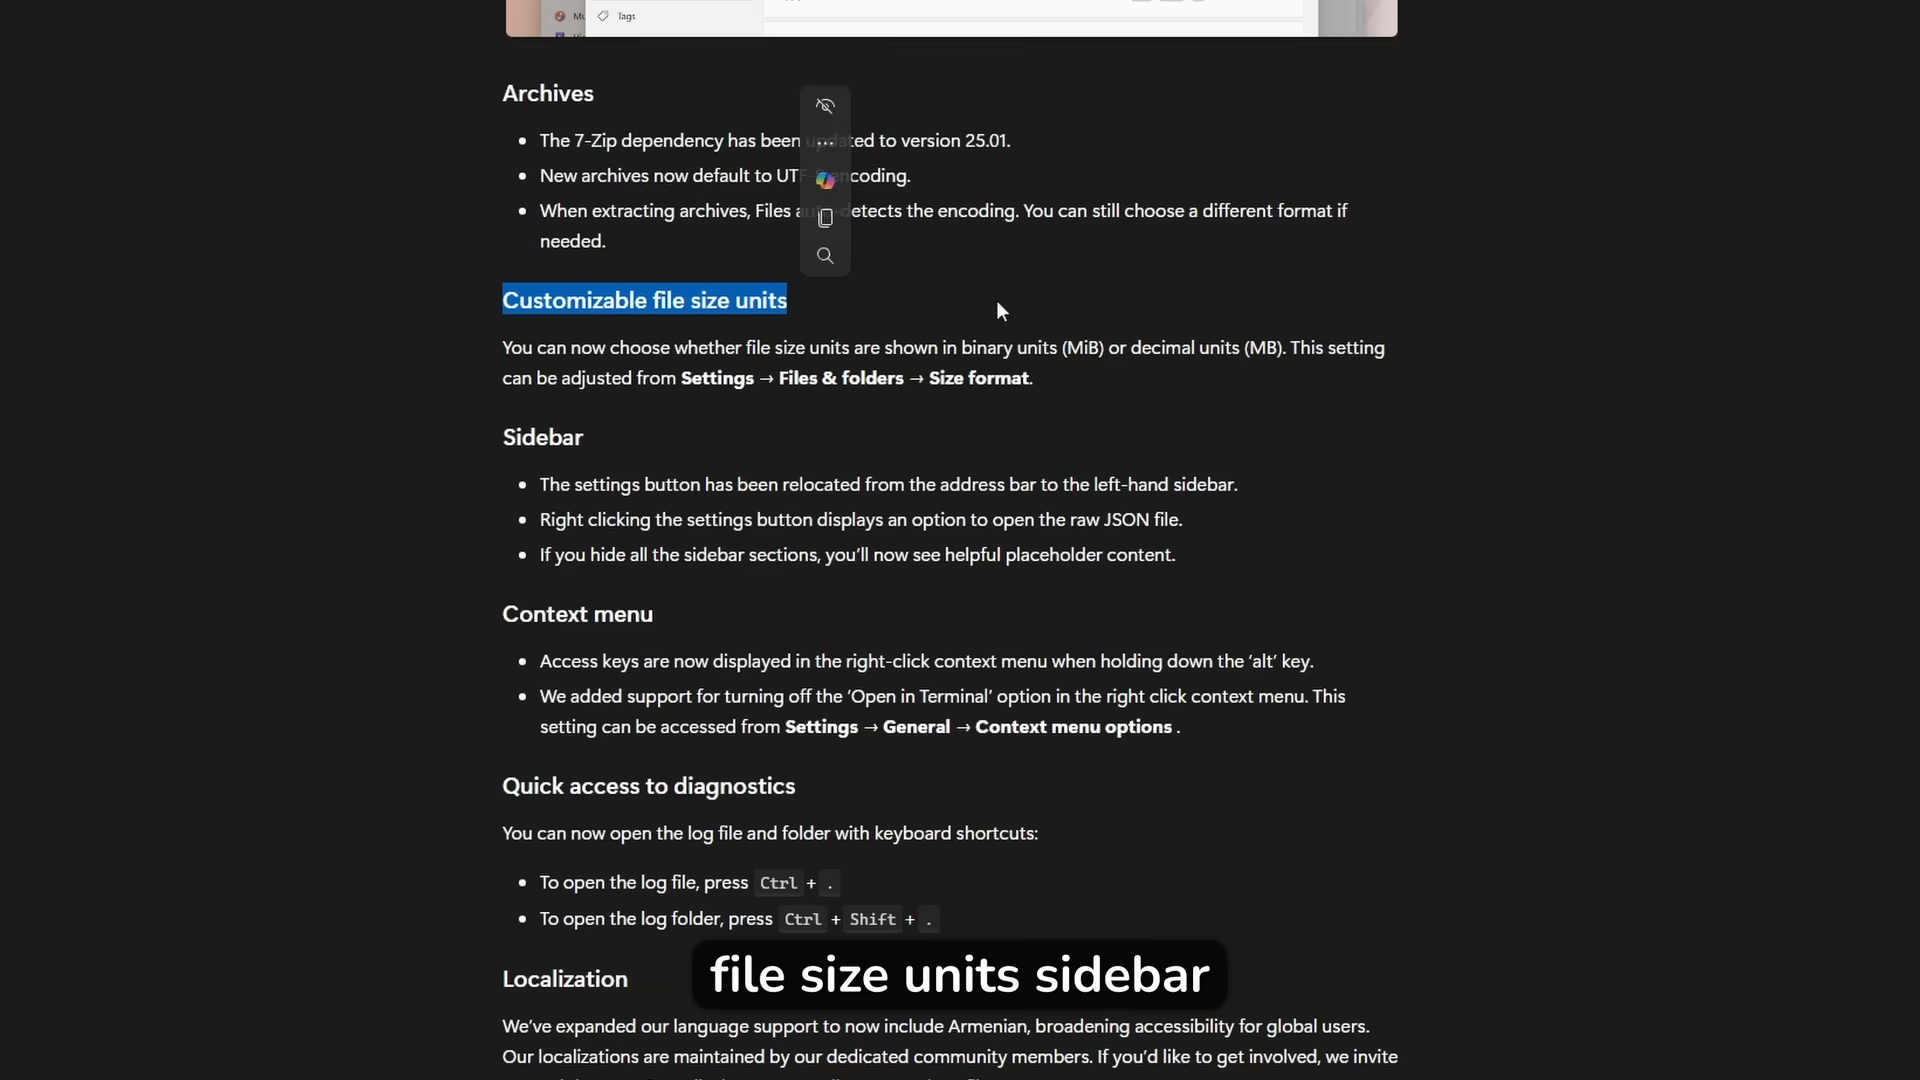 Tags
Archives
The 7-Zip dependency has been updated to version 25.01.
New archives now default to UTF-8 encoding.
When extracting archives, Files auto-detects the encoding. You can still choose a different format if
needed.
Customizable file size units
You can now choose whether file size units are shown in binary units (MiB) or decimal units (MB). This setting
can be adjusted from Settings → Files & folders → Size format.
Sidebar
The settings button has been relocated from the address bar to the left-hand sidebar.
Right clicking the settings button displays an option to open the raw JSON file.
If you hide all the sidebar sections, you'll now see helpful placeholder content.
Context menu
Access keys are now displayed in the right-click context menu when holding down the ‘alt’ key.
We added support for turning off the ‘Open in Terminal’ option in the right click context menu. This
setting can be accessed from Settings → General → Context menu options .
Quick access to diagnostics
You can now open the log file and folder with keyboard shortcuts:
To open the log file, press Ctrl + .
To open the log folder, press Ctrl + Shift + .
Localization
file size units sidebar
We've expanded our language support to now include Armenian, broadening accessibility for global users.
Our localizations are maintained by our dedicated community members. If you'd like to get involved, we invite